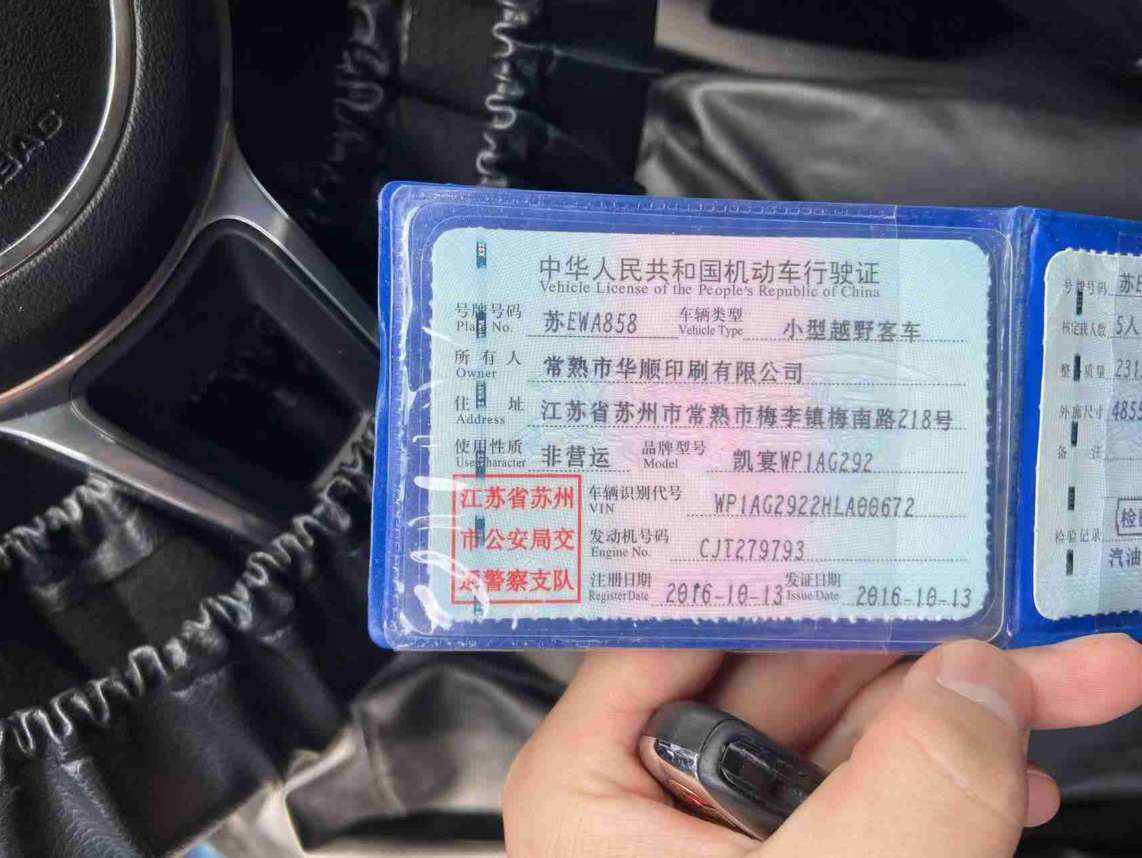 中华人民共和国机动车行驶证
Vehicle License of the People's Republic of China
号牌号码 苏EWA858 车辆类型 小型越野客车
Plate No. Vehicle Type
所有人 常熟市华顺印刷有限公司
Owner
住址 江苏省苏州市常熟市梅李镇梅南路218号
Address
使用性质 非营运 品牌型号 凯宴WP1AG292
Use Character Model
江苏省苏州
市公安局交
通警察支队
车辆识别代号 WP1AG2922HLA00672
VIN
发动机号码 CJT279793
Engine No.
注册日期 2016-10-13 发证日期 2016-10-13
Register Date Issue Date
号牌号码 苏E
核定载人数 5人
整备质量 231
外廓尺寸 485
备注
检验记录
汽油